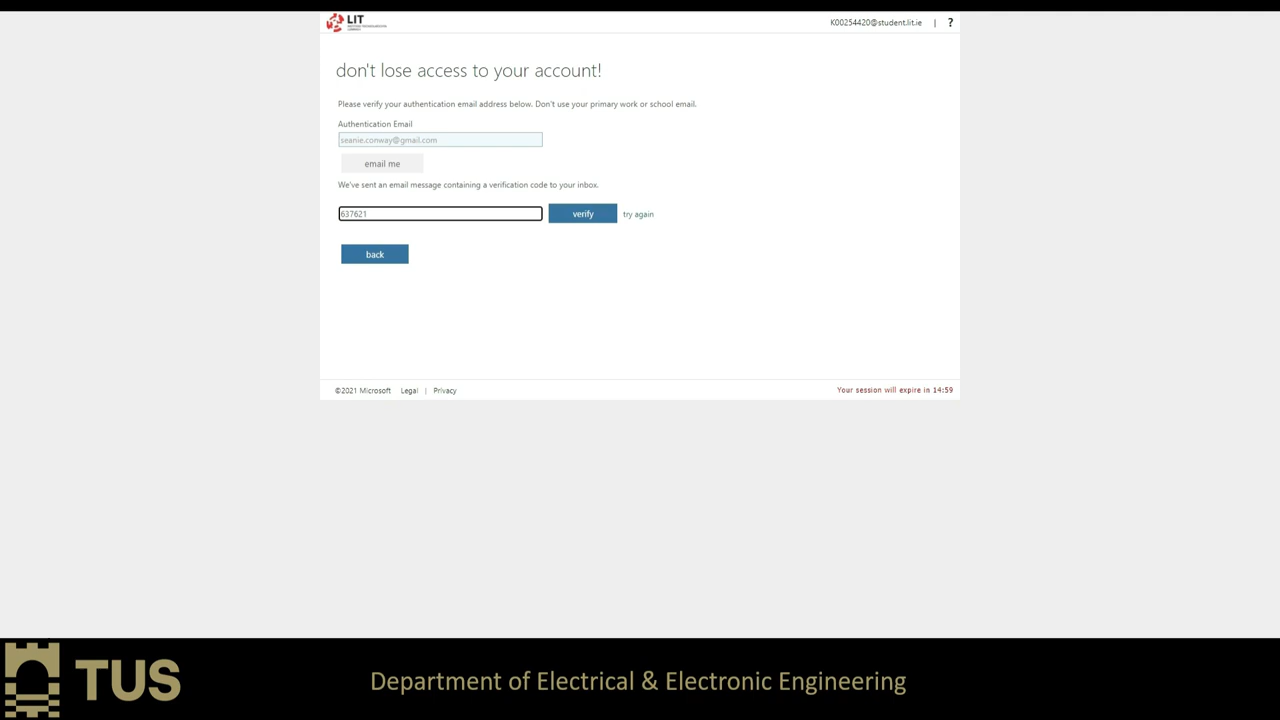 LIT
K00254420@student.lit.ie | ?
don't lose access to your account!
Please verify your authentication email address below. Don't use your primary work or school email.
Authentication Email
seanie.conway@gmail.com
email me
We've sent an email message containing a verification code to your inbox.
637621
verify
try again
back
©2021 Microsoft Legal | Privacy
Your session will expire in 14:59
TUS
Department of Electrical & Electronic Engineering